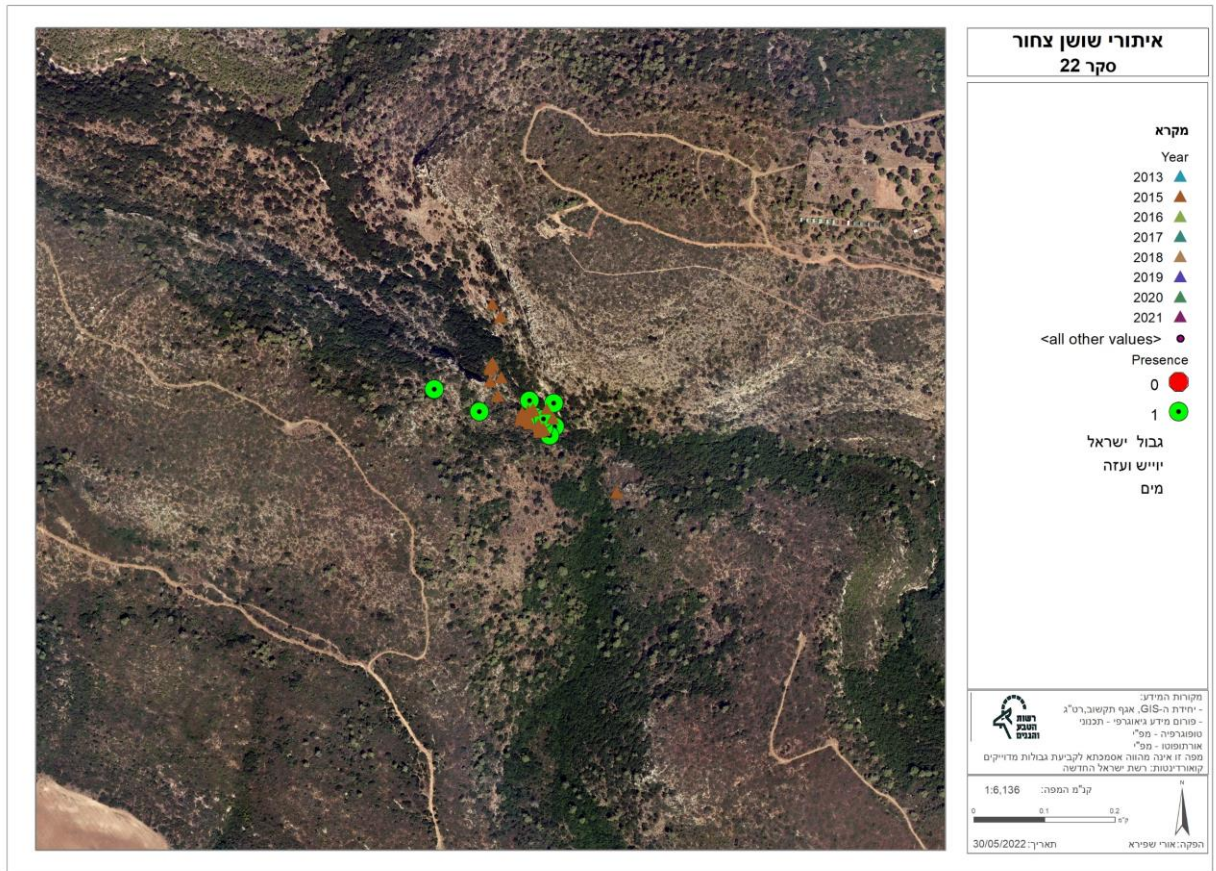 איתורי שושן צחור
סקר 22
מקרא
Year
2013
2015
2016
2017
2018
2019
2020
2021
<all other values>
Presence
0
1
גבול ישראל
יוייש ועזה
מים
רשות
הטבע
והגנים
מקורות המידע:
- יחידת ה-GIS, אגף תקשוב,רט"ג
- פורום מידע גיאוגרפי - תכנוני
טופוגרפיה - מפ"י
אורתופוטו - מפ"י
מפה זו אינה מהווה אסמכתא לקביעת גבולות מדוייקים
קואורדינטות: רשת ישראל החדשה
קנ"מ המפה: 1:6,136
N
0 0.1 0.2
ק"מ
הפקה: אורי שפירא תאריך: 30/05/2022